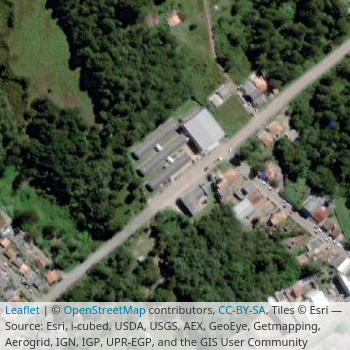 Leaflet | © OpenStreetMap contributors, CC-BY-SA, Tiles © Esri —
Source: Esri, i-cubed, USDA, USGS, AEX, GeoEye, Getmapping,
Aerogrid, IGN, IGP, UPR-EGP, and the GIS User Community